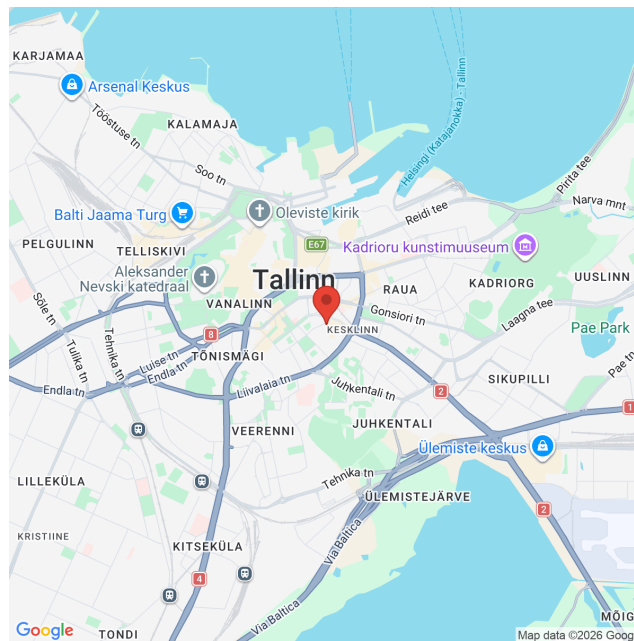 KARJAMAA
Arsenal Keskus
Tööstuse tn
KALAMAJA
Soo tn
Helsingi (Katajanokka) - Tallinn
Pirita tee
Narva mnt
Reidi tee
Balti Jaama Turg
Oleviste kirik
PELGULINN
TELLISKIVI
E67
Kadrioru kunstimuuseum
Aleksander
Nevski katedraal
Tallinn
RAUA
KADRIORG
UUSLINN
VANALINN
Gonsiori tn
Laagna tee
Sõle tn
Tulika tn
Tehnika tn
8
KESKLINN
Pae Park
Luise tn
TÕNISMÄGI
Endla tn
Endla tn
Liivalaia tn
Juhkentali tn
2
SIKUPILLI
Pae tn
1
VEERENNI
JUHKENTALI
Ülemiste keskus
LILLEKÜLA
Tehnika tn
ÜLEMISTEJÄRVE
2
KRISTIINE
KITSEKÜLA
Via Baltica
4
Via Baltica
MÕIG
Google
TONDI
Map data ©2026 Goo